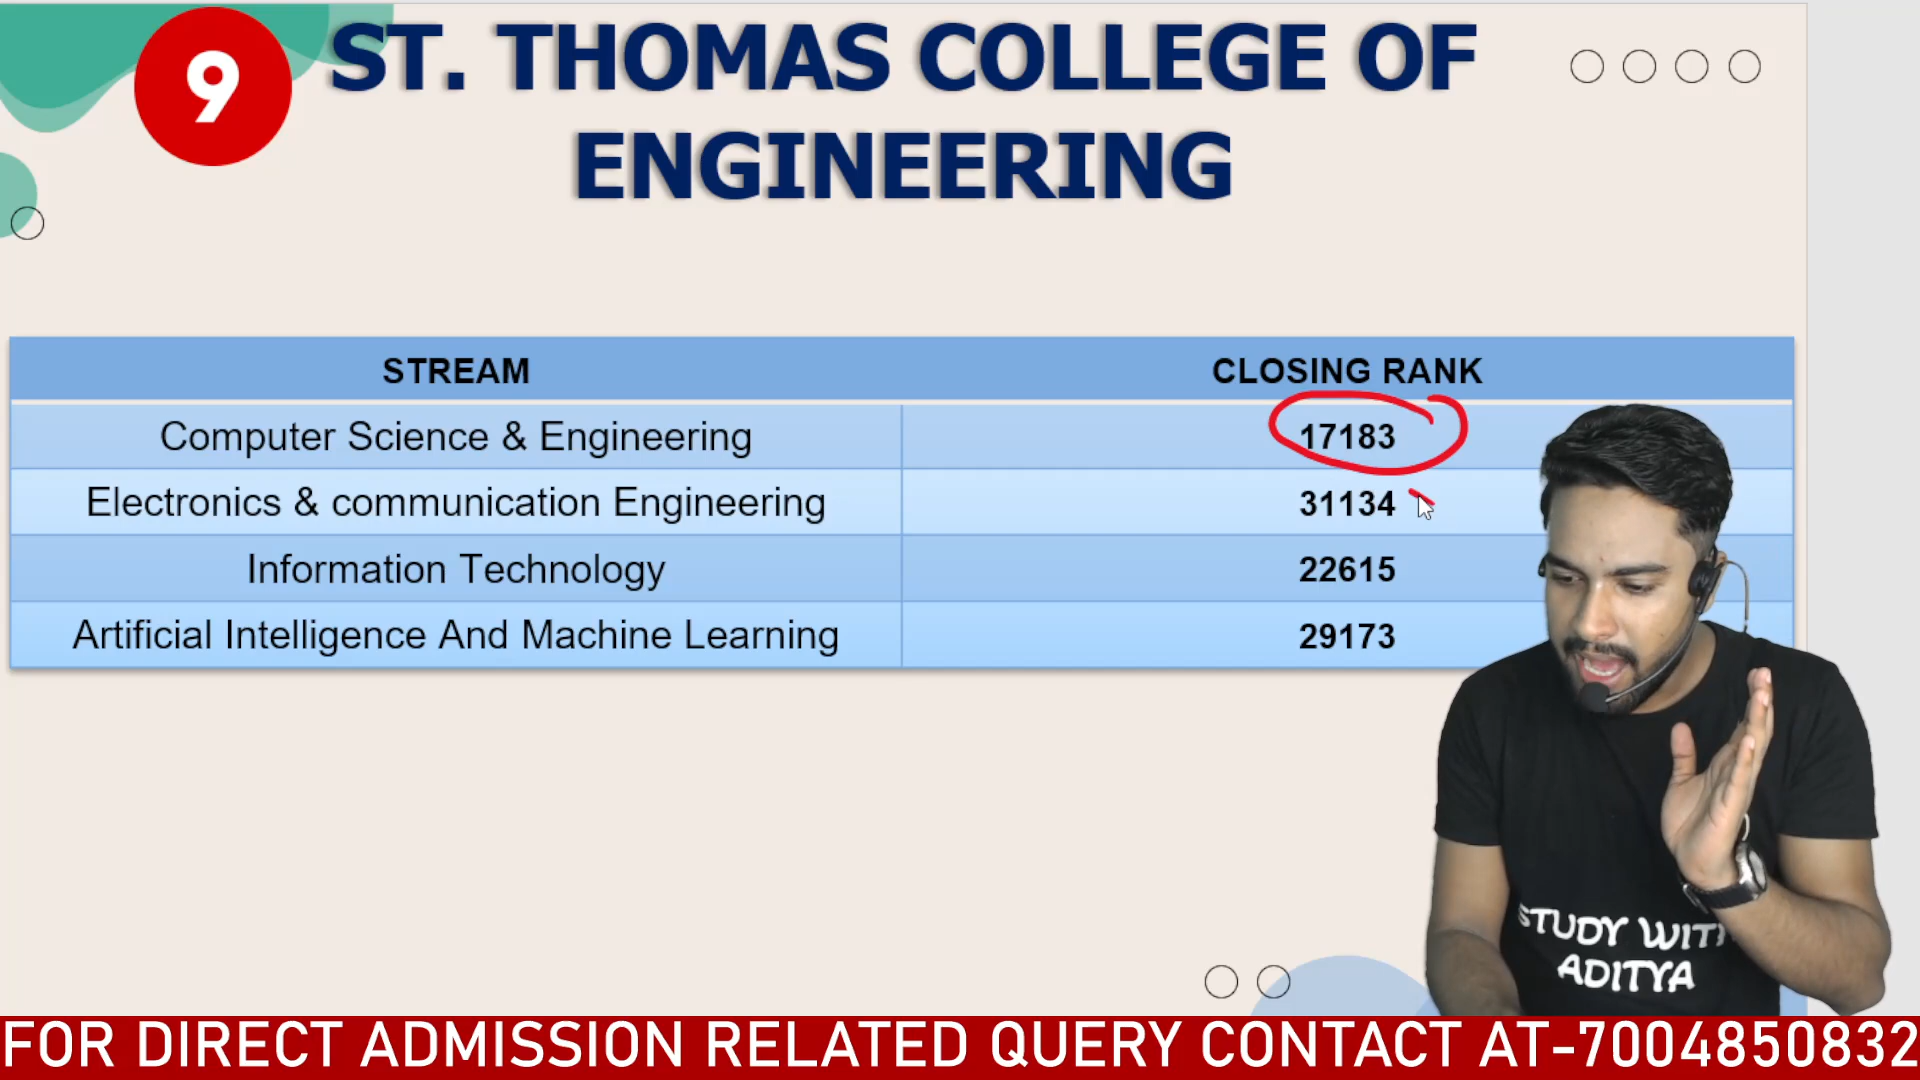 9
ST. THOMAS COLLEGE OF
ENGINEERING
STREAM CLOSING RANK
Computer Science & Engineering 17183
Electronics & communication Engineering 31134
Information Technology 22615
Artificial Intelligence And Machine Learning 29173
STUDY WITH
ADITYA
FOR DIRECT ADMISSION RELATED QUERY CONTACT AT-7004850832